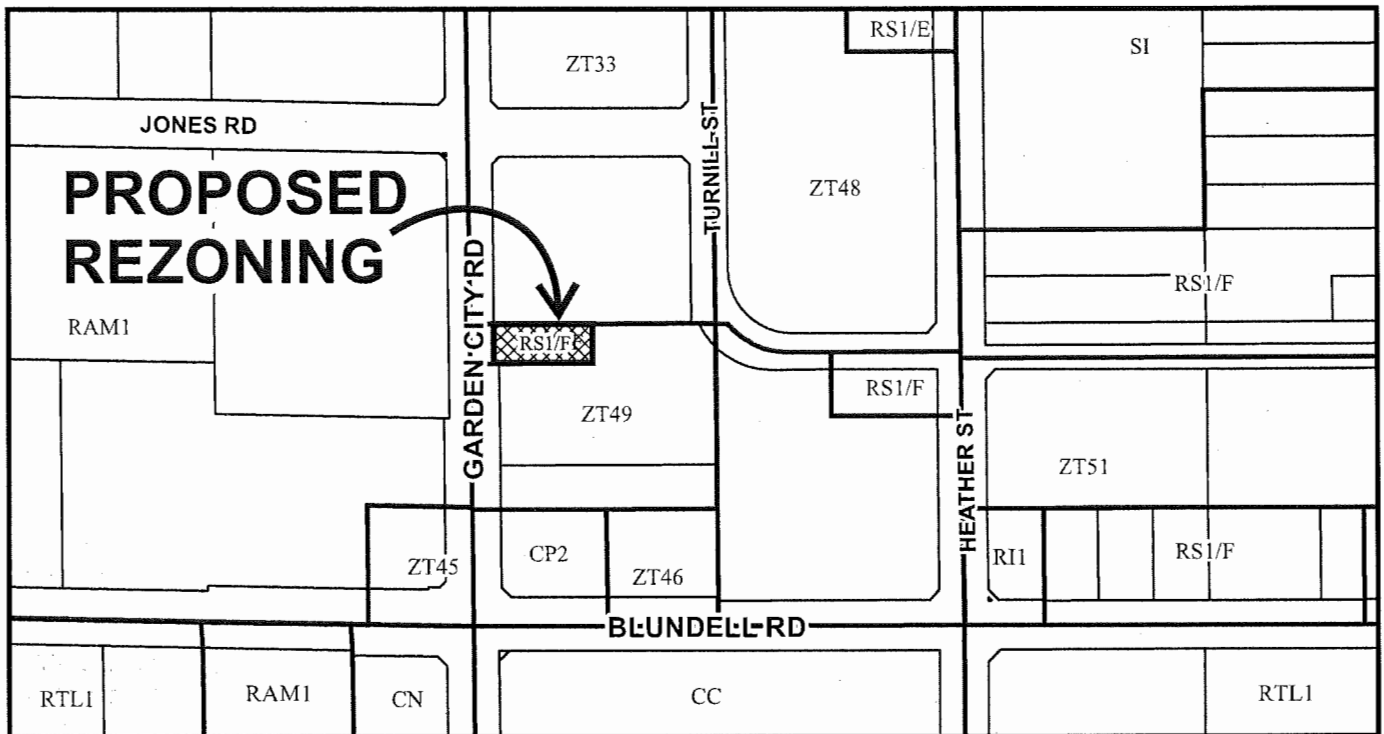 RS1/E
SI
ZT33
JONES RD
TURNILL ST
ZT48
PROPOSED
REZONING
GARDEN CITY RD
RS1/F
RAM1
RS1/F
RS1/F
ZT49
HEATHER ST
ZT51
ZT45
CP2
ZT46
RI1
RS1/F
BLUNDELL RD
RTL1
RAM1
CN
CC
RTL1